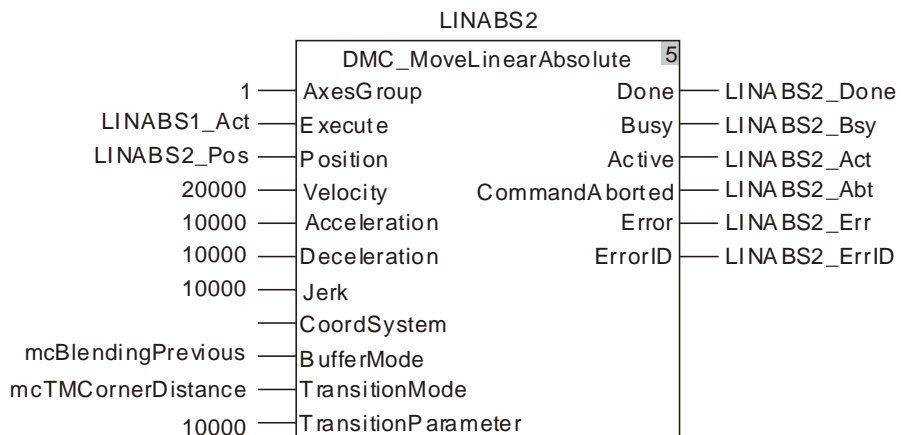 LINABS2
DMC_MoveLinearAbsolute 5
1 AxesGroup Done LINABS2_Done
LINABS1_Act Execute Busy LINABS2_Bsy
LINABS2_Pos Position Active LINABS2_Act
20000 Velocity CommandAborted LINABS2_Abt
10000 Acceleration Error LINABS2_Err
10000 Deceleration ErrorID LINABS2_ErrID
10000 Jerk
CoordSystem
mcBlendingPrevious BufferMode
mcTMCornerDistance TransitionMode
10000 TransitionParameter